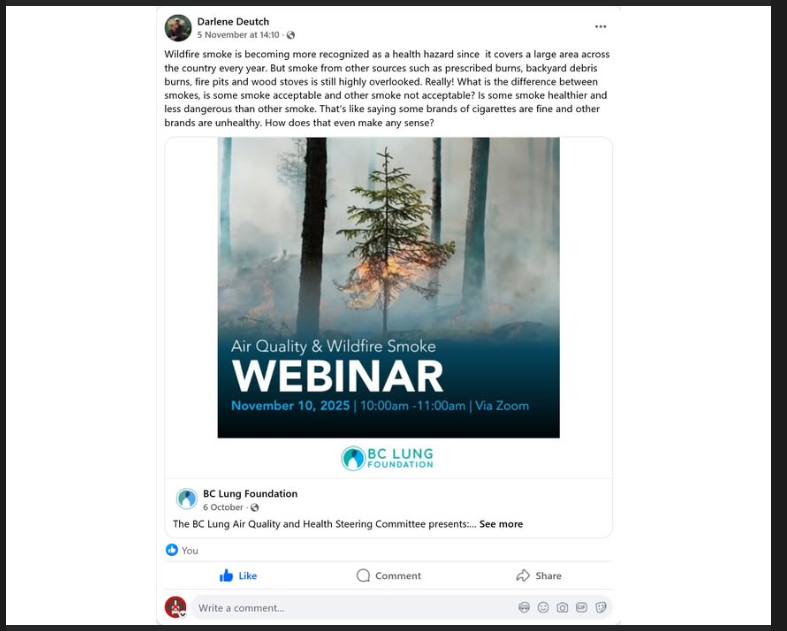 Darlene Deutch
5 November at 14:10 ·
Wildfire smoke is becoming more recognized as a health hazard since  it covers a large area across
the country every year. But smoke from other sources such as prescribed burns, backyard debris
burns, fire pits and wood stoves is still highly overlooked. Really! What is the difference between
smokes, is some smoke acceptable and other smoke not acceptable? Is some smoke healthier and
less dangerous than other smoke. That's like saying some brands of cigarettes are fine and other
brands are unhealthy. How does that even make any sense?
Air Quality & Wildfire Smoke
WEBINAR
November 10, 2025 | 10:00am -11:00am | Via Zoom
BC LUNG
FOUNDATION
BC Lung Foundation
6 October ·
The BC Lung Air Quality and Health Steering Committee presents:... See more
You
Like Comment Share
Write a comment...
GIF